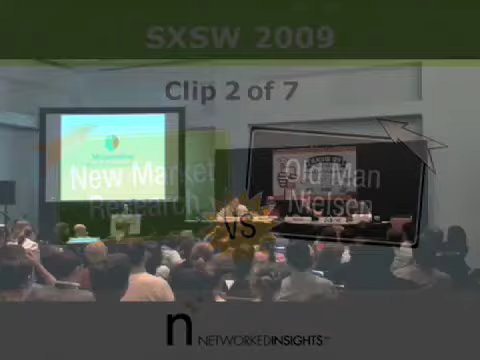 SXSW 2009
Clip 2 of 7
New Market
Research
VS
Old Man
Nielsen
n
NETWORKEDINSIGHTS